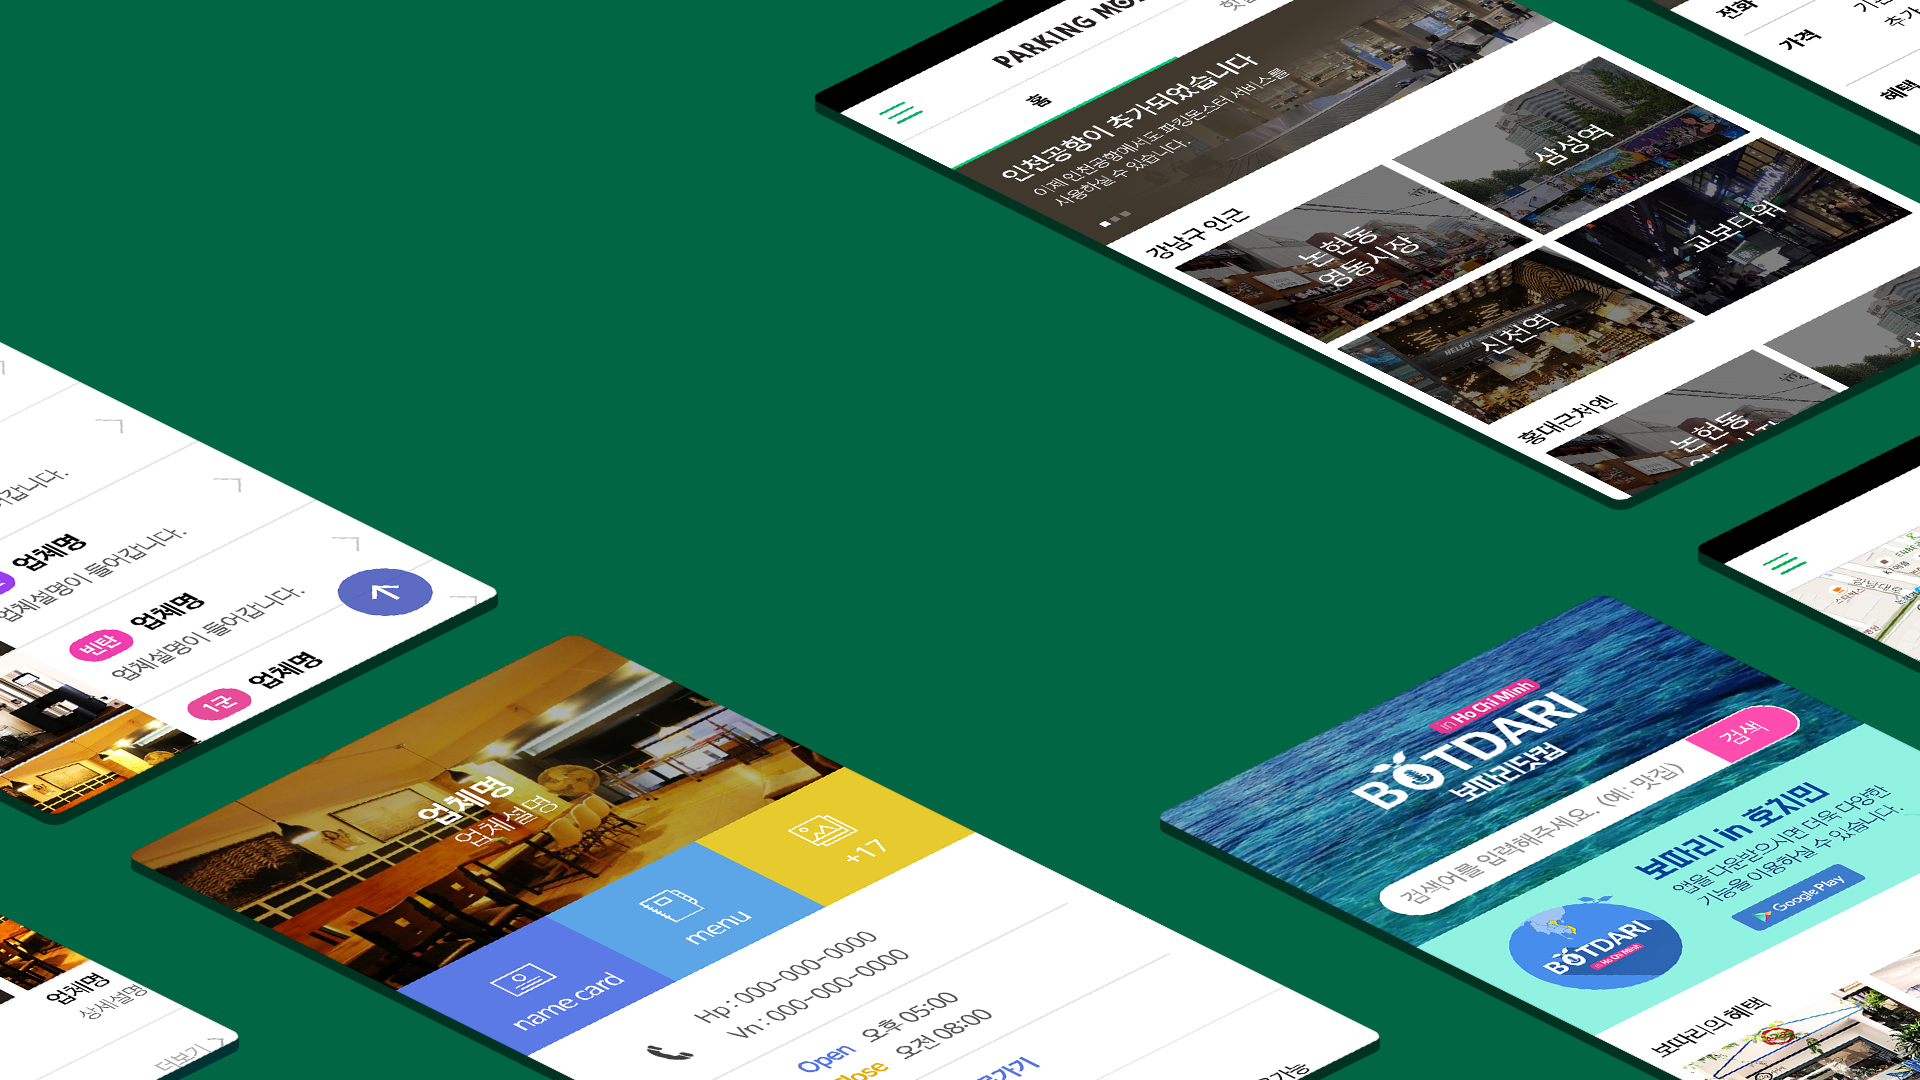 PARKING
홈
인천공항이 추가되었습니다
이제 인천공항에서도 파킹몬스터 서비스를
사용하실 수 있습니다.
강남구 인근
논현동
영동시장
삼성역
신천역
HELLO!
교보타워
홍대근처엔
논현동
전화
가격
추가
혜택
업체명
업체설명이 들어갑니다.
빈탄
업체명
업체설명이 들어갑니다.
1군
업체명
업체명
상세설명
더보기
업체명
업체설명
name card
menu
+17
Hp : 000-000-0000
Vn : 000-000-0000
Open 오후 05:00
Close 오전 08:00
in Ho Chi Minh
BOTDARI
보따리닷컴
검색어를 입력해주세요. (예: 맛집)
검색
보따리 in 호치민
앱을 다운받으시면 더욱 다양한
기능을 이용하실 수 있습니다.
Google Play
BOTDARI
in Ho Chi Minh
보따리의 혜택